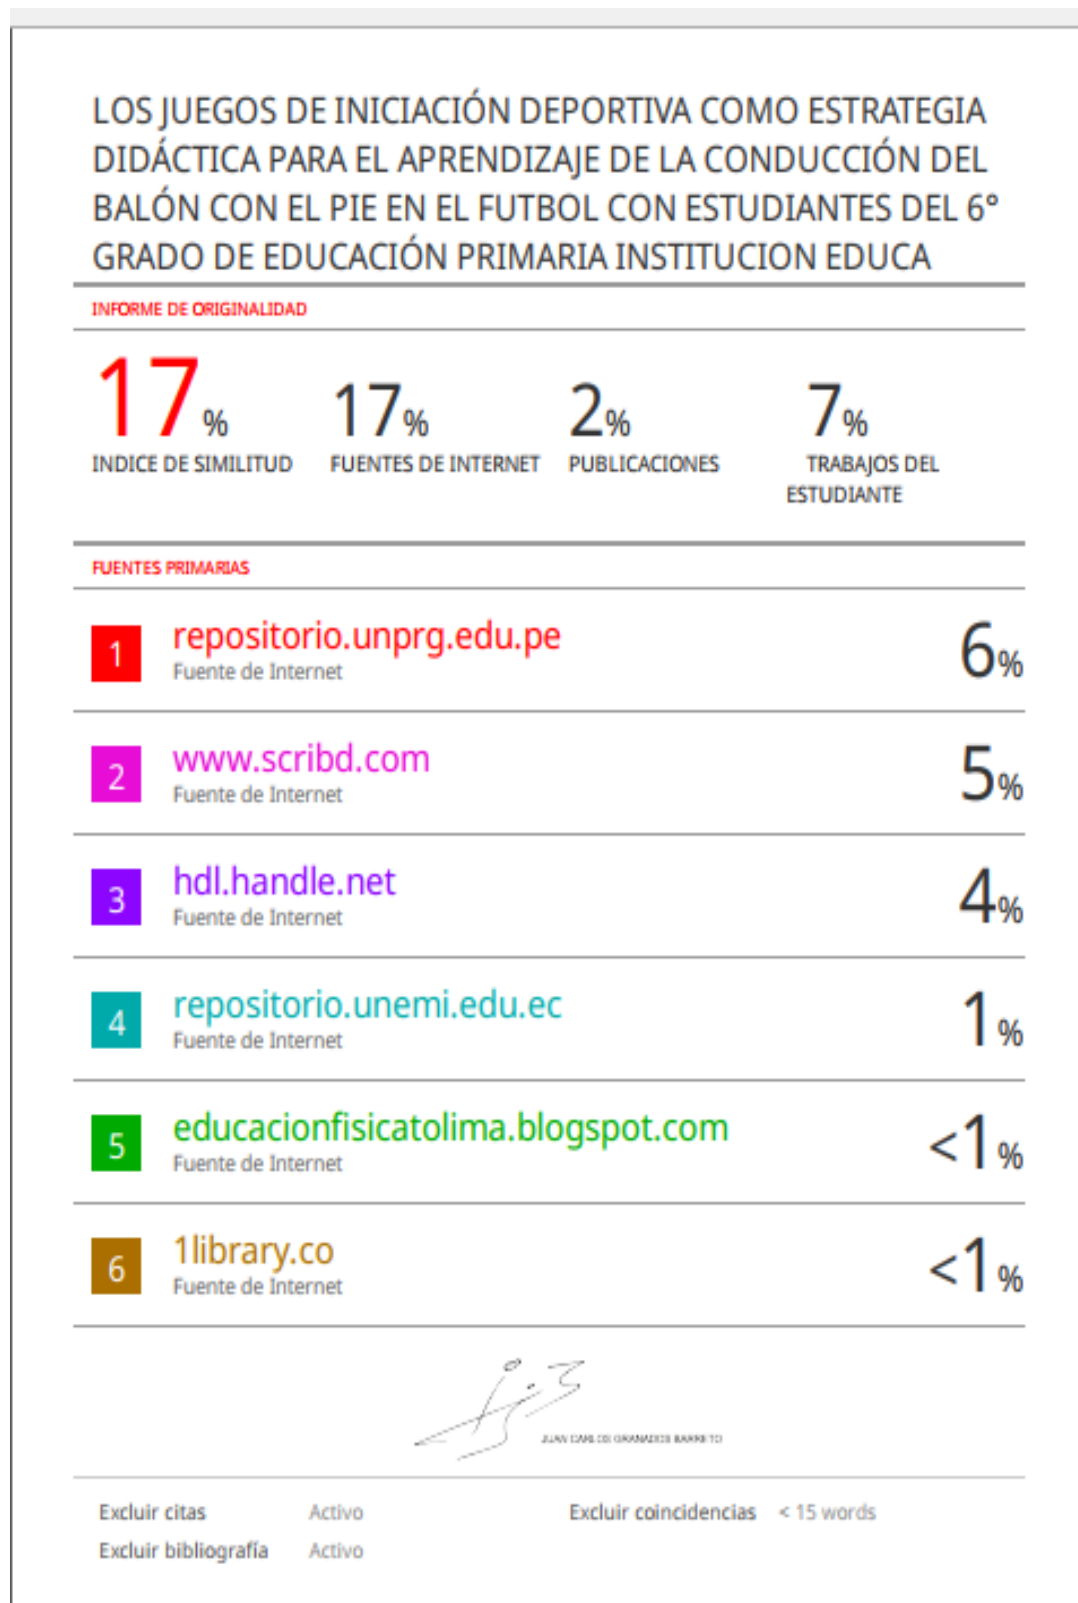 LOS JUEGOS DE INICIACIÓN DEPORTIVA COMO ESTRATEGIA
DIDÁCTICA PARA EL APRENDIZAJE DE LA CONDUCCIÓN DEL
BALÓN CON EL PIE EN EL FUTBOL CON ESTUDIANTES DEL 6°
GRADO DE EDUCACIÓN PRIMARIA INSTITUCION EDUCA
INFORME DE ORIGINALIDAD
17% 17% 2% 7%
INDICE DE SIMILITUD FUENTES DE INTERNET PUBLICACIONES TRABAJOS DEL
ESTUDIANTE
FUENTES PRIMARIAS
1 repositorio.unprg.edu.pe 6%
Fuente de Internet
2 www.scribd.com 5%
Fuente de Internet
3 hdl.handle.net 4%
Fuente de Internet
4 repositorio.unemi.edu.ec 1%
Fuente de Internet
5 educacionfisicatolima.blogspot.com <1%
Fuente de Internet
6 1library.co <1%
Fuente de Internet
JUAN CARLOS GRANADOS BARRETO
Excluir citas Activo Excluir coincidencias < 15 words
Excluir bibliografía Activo